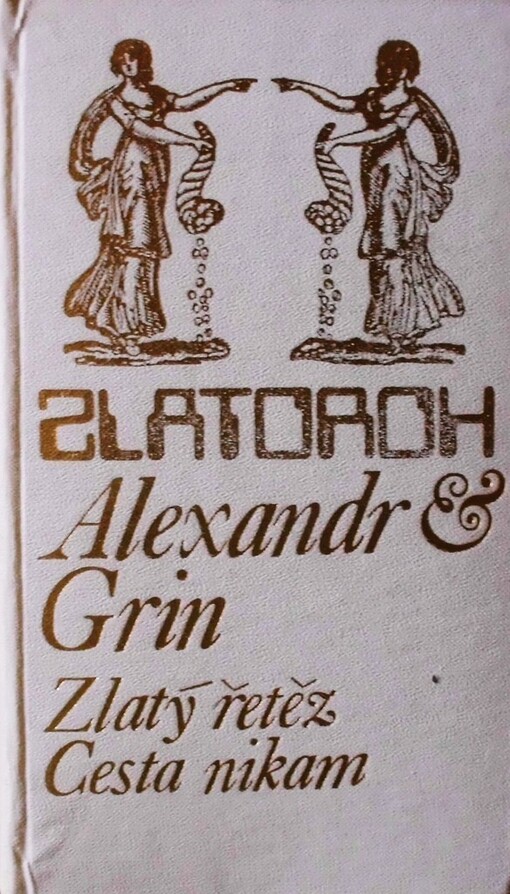 ZLATOROH
Alexandr &
Grin
Zlatý řetěz
Cesta nikam